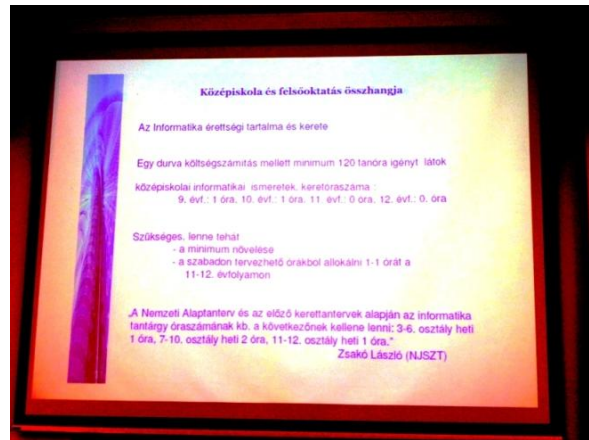 Középiskola és felsőoktatás összhangja
Az Informatika érettségi tartalma és kerete
Egy durva költségszámítás mellett minimum 120 tanóra igényt látok
középiskolai informatikai ismeretek, keretóraszáma :
9. évf.: 1 óra, 10. évf.: 1 óra, 11. évf.: 0 óra, 12. évf.: 0. óra
Szükséges, lenne tehát
- a minimum növelése
- a szabadon tervezhető órákból allokálni 1-1 órát a
11-12. évfolyamon
„A Nemzeti Alaptanterv és az előző kerettantervek alapján az informatika
tantárgy óraszámának kb. a következőnek kellene lenni: 3-6. osztály heti
1 óra, 7-10. osztály heti 2 óra, 11-12. osztály heti 1 óra."
Zsakó László (NJSZT)